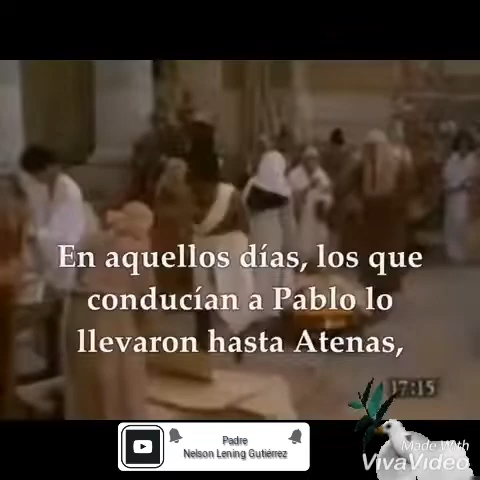 En aquellos días, los que
conducían a Pablo lo
llevaron hasta Atenas,
17:15
Padre
Nelson Lening Gutiérrez
Made With
VivaVideo